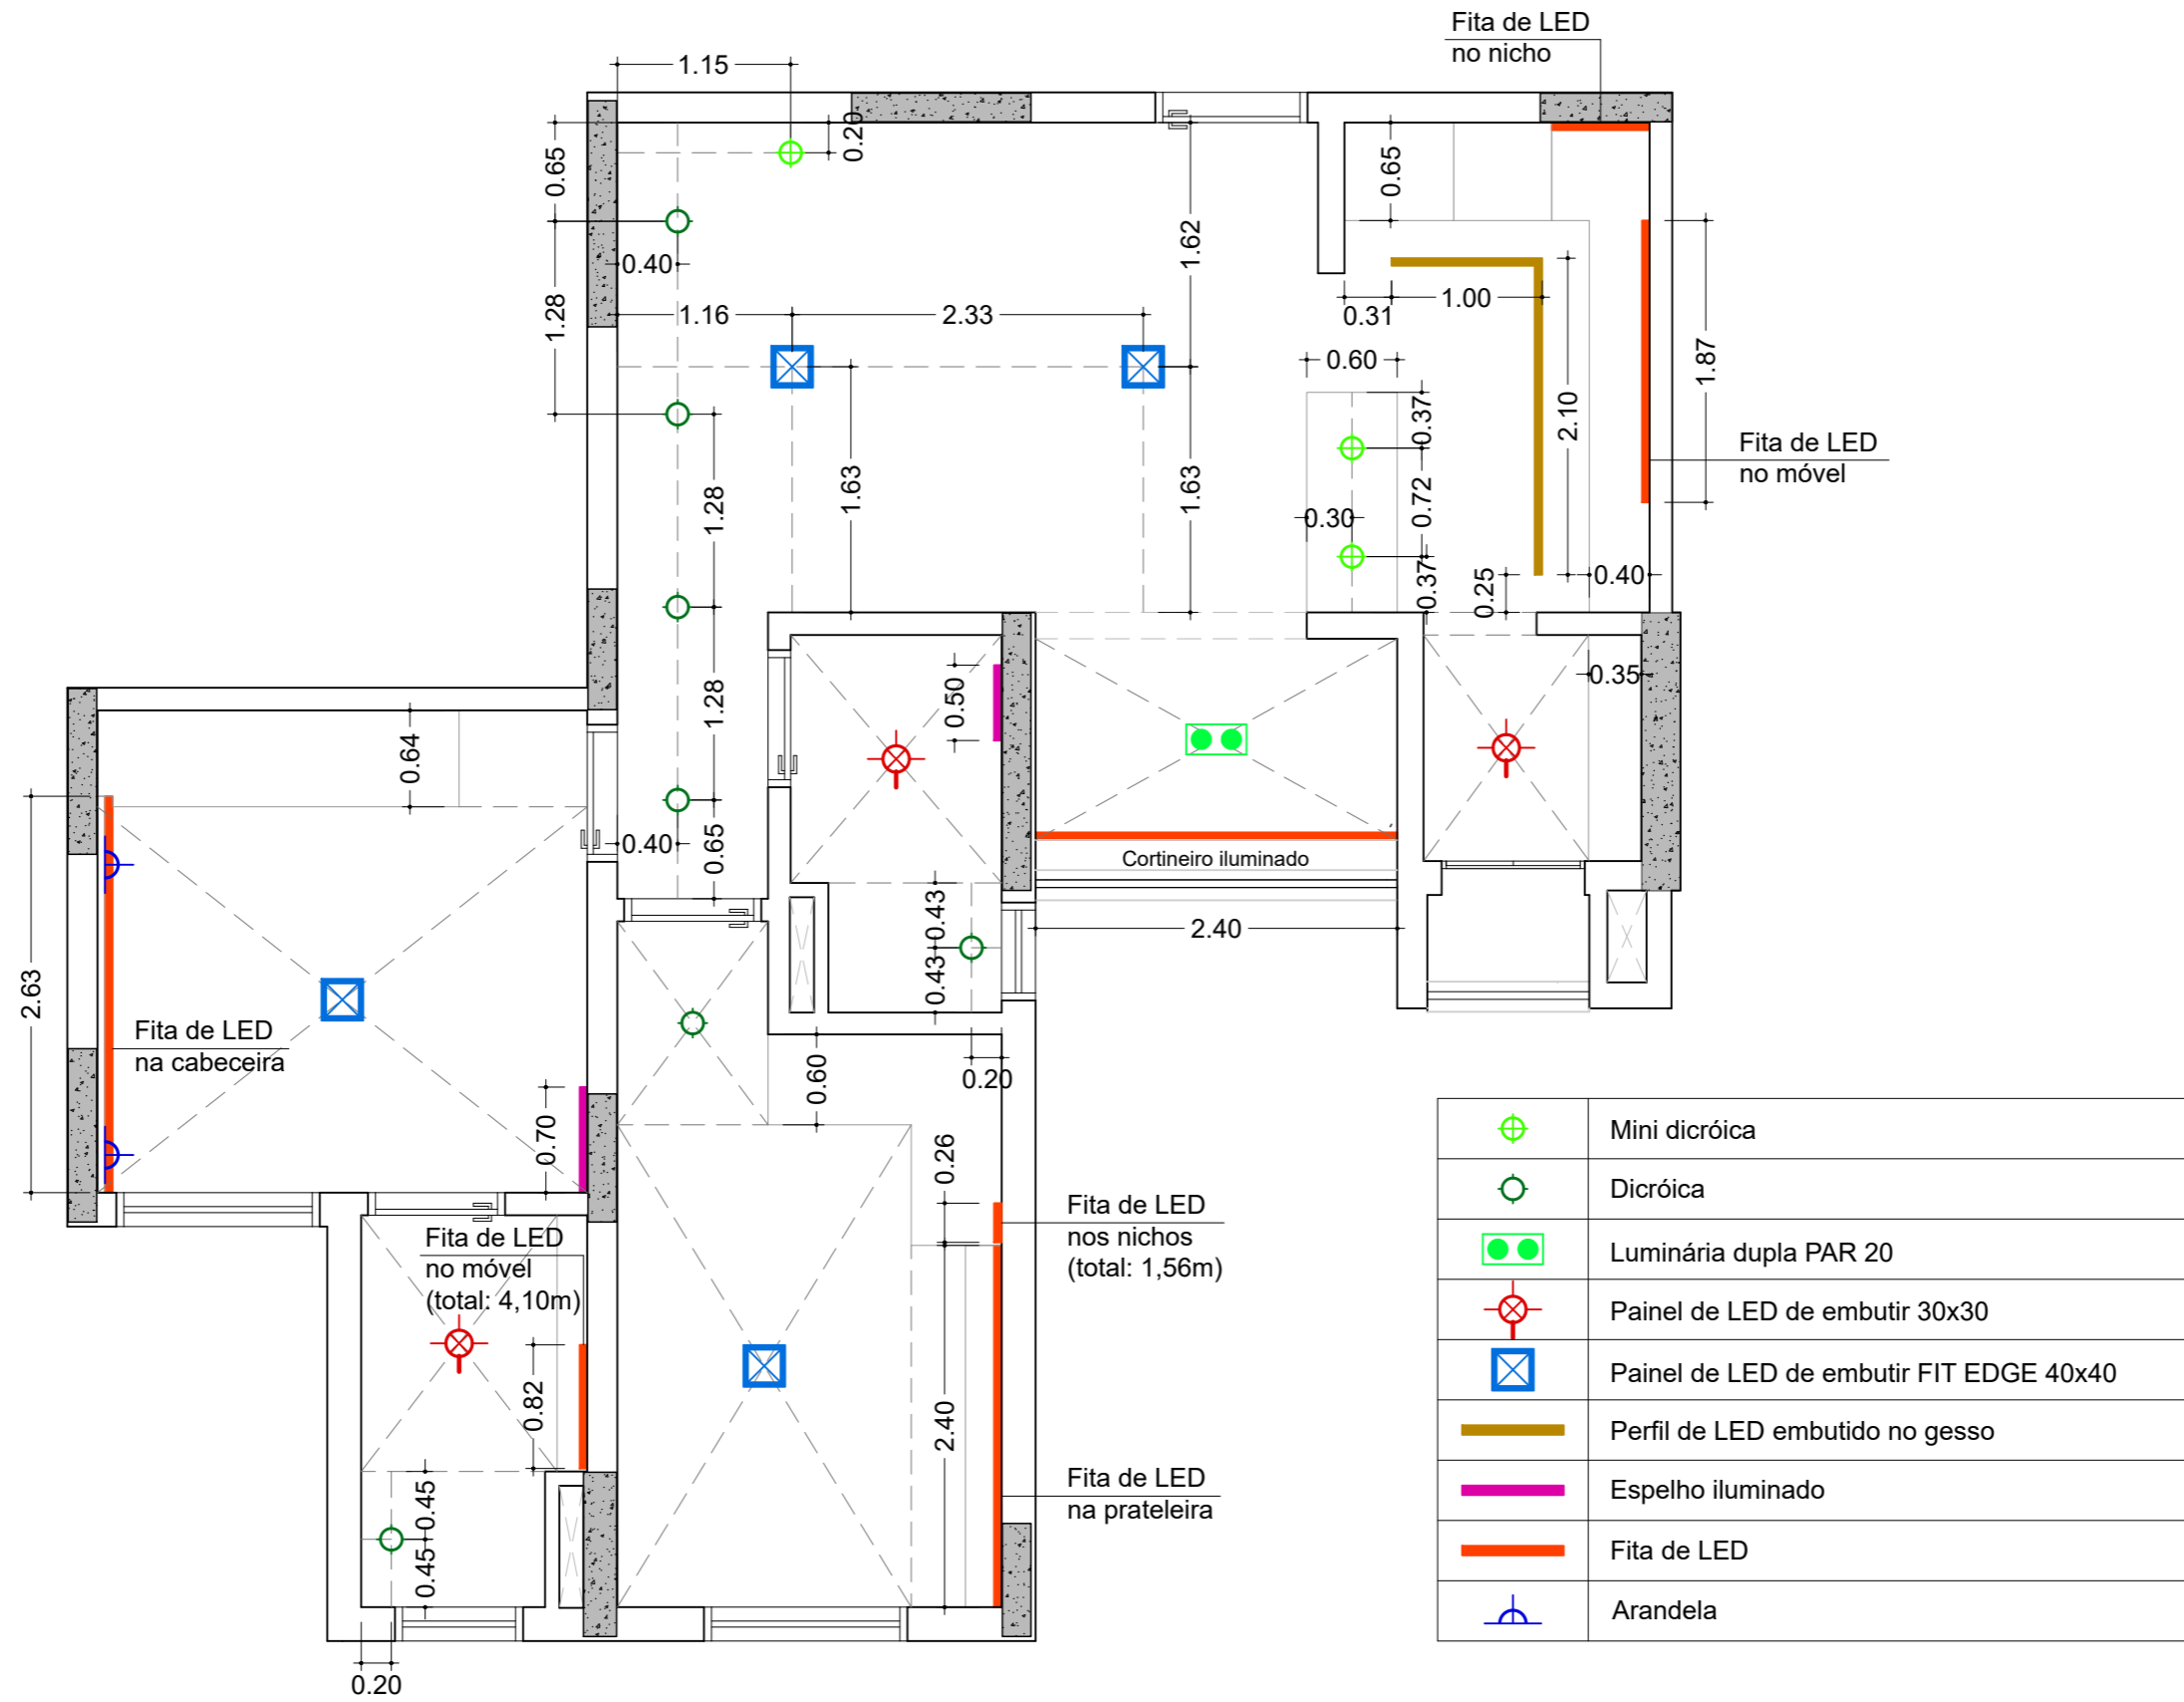 Fita de LED
no nicho
1.15
0.20
0.65
0.65
1.62
0.40
1.28
0.31
1.00
1.16
2.33
0.60
1.87
2.10
0.37
Fita de LED
no móvel
1.63
1.63
1.28
0.72
0.30
0.37
0.25
0.40
0.50
0.35
1.28
0.64
0.40
0.65
Cortineiro iluminado
0.43
2.40
0.43
2.63
Fita de LED
na cabeceira
0.60
0.20
0.70
0.26
Fita de LED
nos nichos
(total: 1,56m)
Fita de LED
no móvel
(total: 4,10m)
0.82
2.40
Fita de LED
na prateleira
0.45
0.45
0.20
Mini dicróica
Dicróica
Luminária dupla PAR 20
Painel de LED de embutir 30x30
Painel de LED de embutir FIT EDGE 40x40
Perfil de LED embutido no gesso
Espelho iluminado
Fita de LED
Arandela